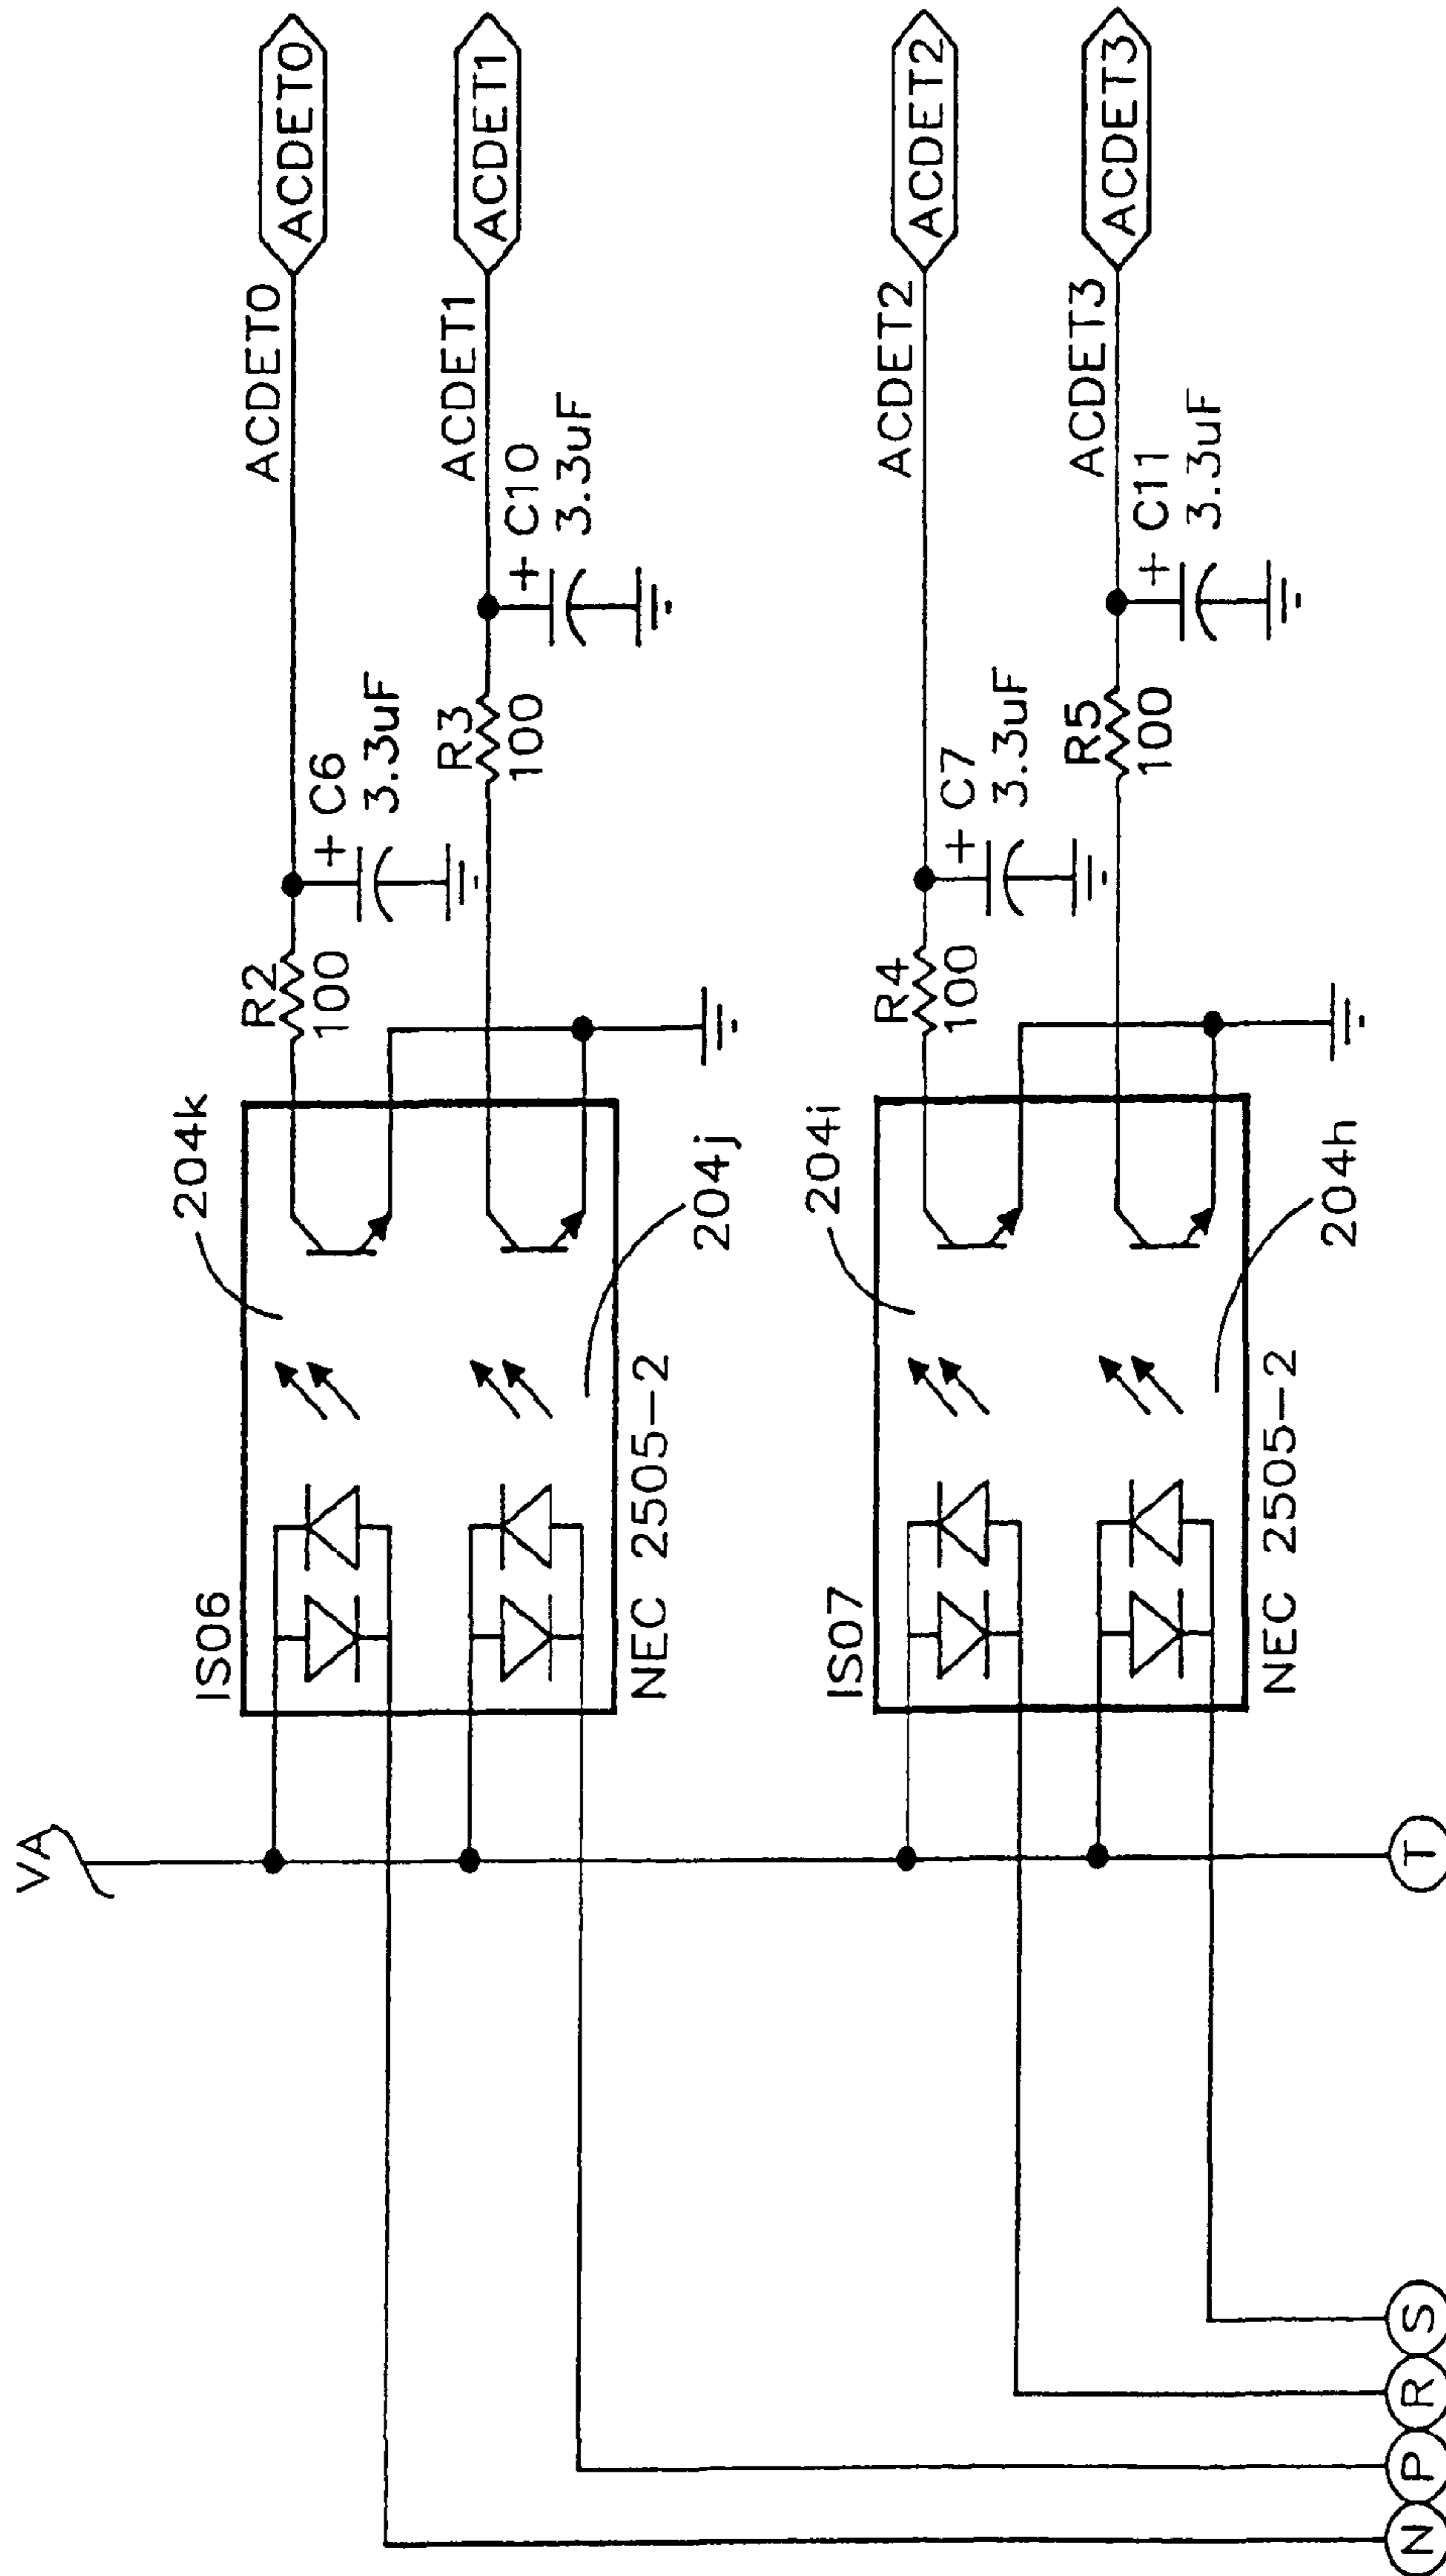 VA
ISO6
204k
R2
100
+ C6
3.3uF
ACDET0
ACDET0
R3
100
+ C10
3.3uF
ACDET1
ACDET1
204j
NEC 2505-2
ISO7
204i
R4
100
+ C7
3.3uF
ACDET2
ACDET2
R5
100
+ C11
3.3uF
ACDET3
ACDET3
204h
NEC 2505-2
N
P
R
S
T